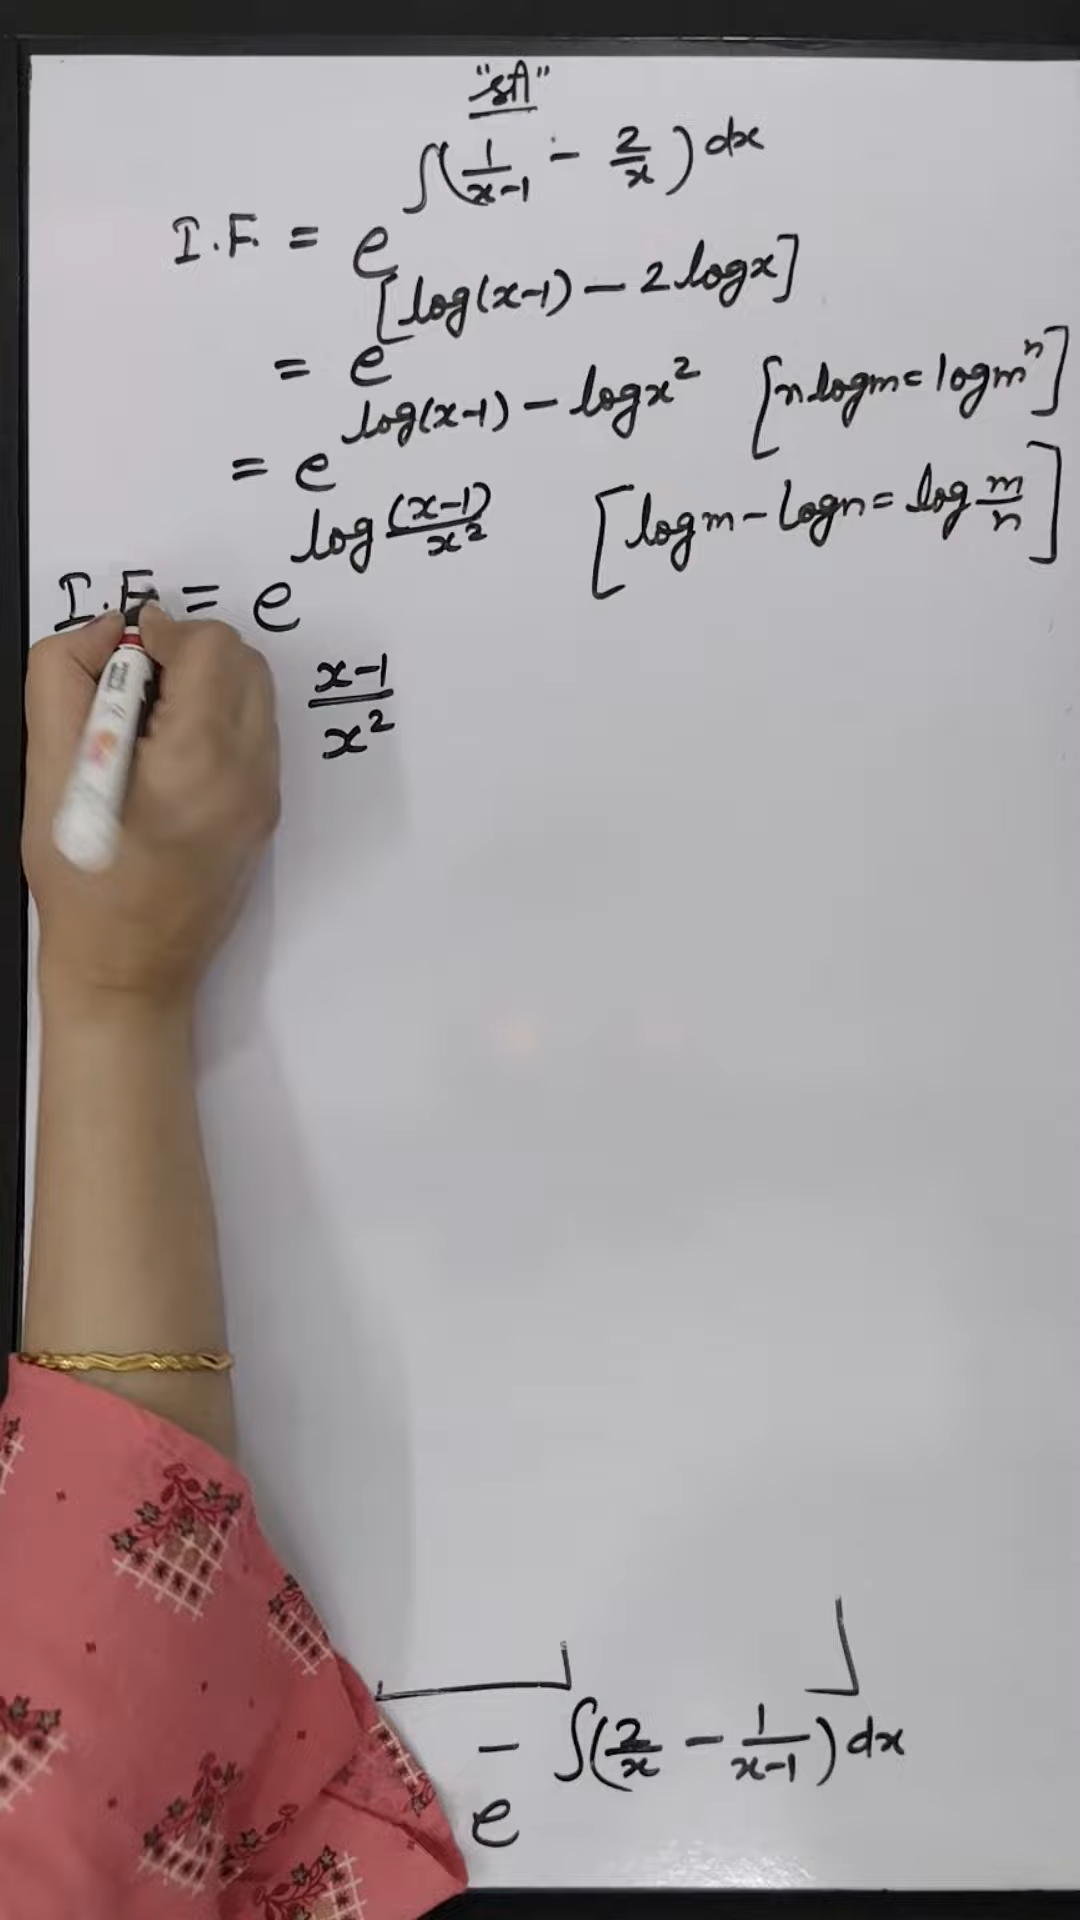 "श्री"
I.F. = e^{∫(1/(x-1) - 2/x) dx}
= e^{[log(x-1) - 2 log x]}
= e^{log(x-1) - log x²} [n log m = log mⁿ]
I.F = e^{log (x-1)/x²} [log m - log n = log m/n]
x-1/x²
e^{- ∫(2/x - 1/(x-1)) dx}